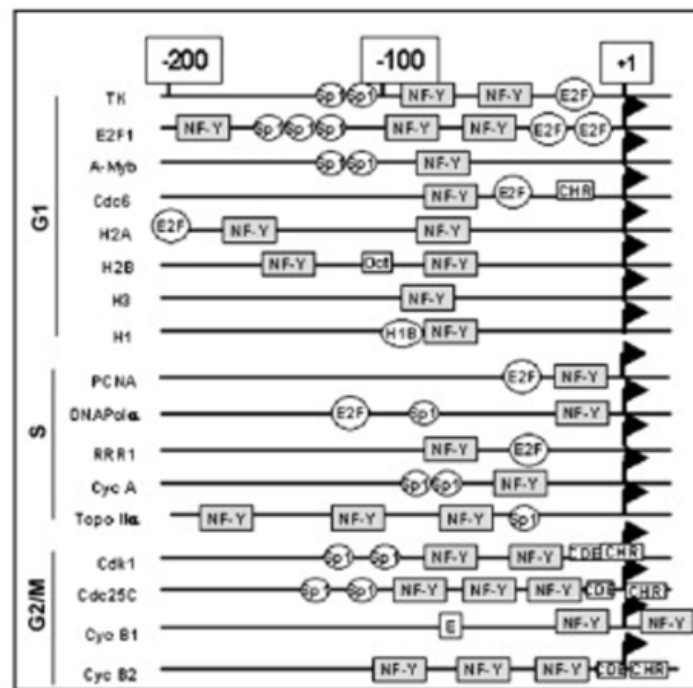 -200 -100 +1
TK Sp1 Sp1 NF-Y NF-Y E2F
E2F1 NF-Y Sp1 Sp1 Sp1 NF-Y NF-Y E2F E2F
A-Myb Sp1 Sp1 NF-Y
Cdc6 NF-Y E2F CHR
H2A E2F NF-Y NF-Y
H2B NF-Y Oct NF-Y
H3 NF-Y
H1 H1B NF-Y
G1
PCNA E2F NF-Y
DNAPolα E2F Sp1 NF-Y
RRR1 NF-Y E2F
Cyc A Sp1 Sp1 NF-Y
Topo IIα NF-Y NF-Y NF-Y Sp1
S
Cdk1 Sp1 Sp1 NF-Y NF-Y CDE CHR
Cdc25C Sp1 Sp1 NF-Y NF-Y NF-Y CDE CHR
Cyc B1 E NF-Y NF-Y
Cyc B2 NF-Y NF-Y NF-Y CDE CHR
G2/M